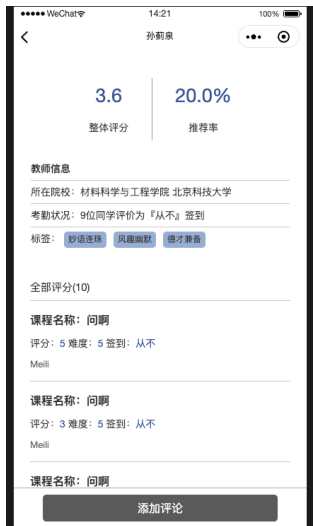 WeChat
14:21
100%
孙蓟泉
3.6
20.0%
整体评分
推荐率
教师信息
所在院校：材料科学与工程学院 北京科技大学
考勤状况：9位同学评价为『从不』签到
标签： 妙语连珠 风趣幽默 德才兼备
全部评分(10)
课程名称：问啊
评分：5 难度：5 签到：从不
Meili
课程名称：问啊
评分：3 难度：5 签到：从不
Meili
课程名称：问啊
添加评论